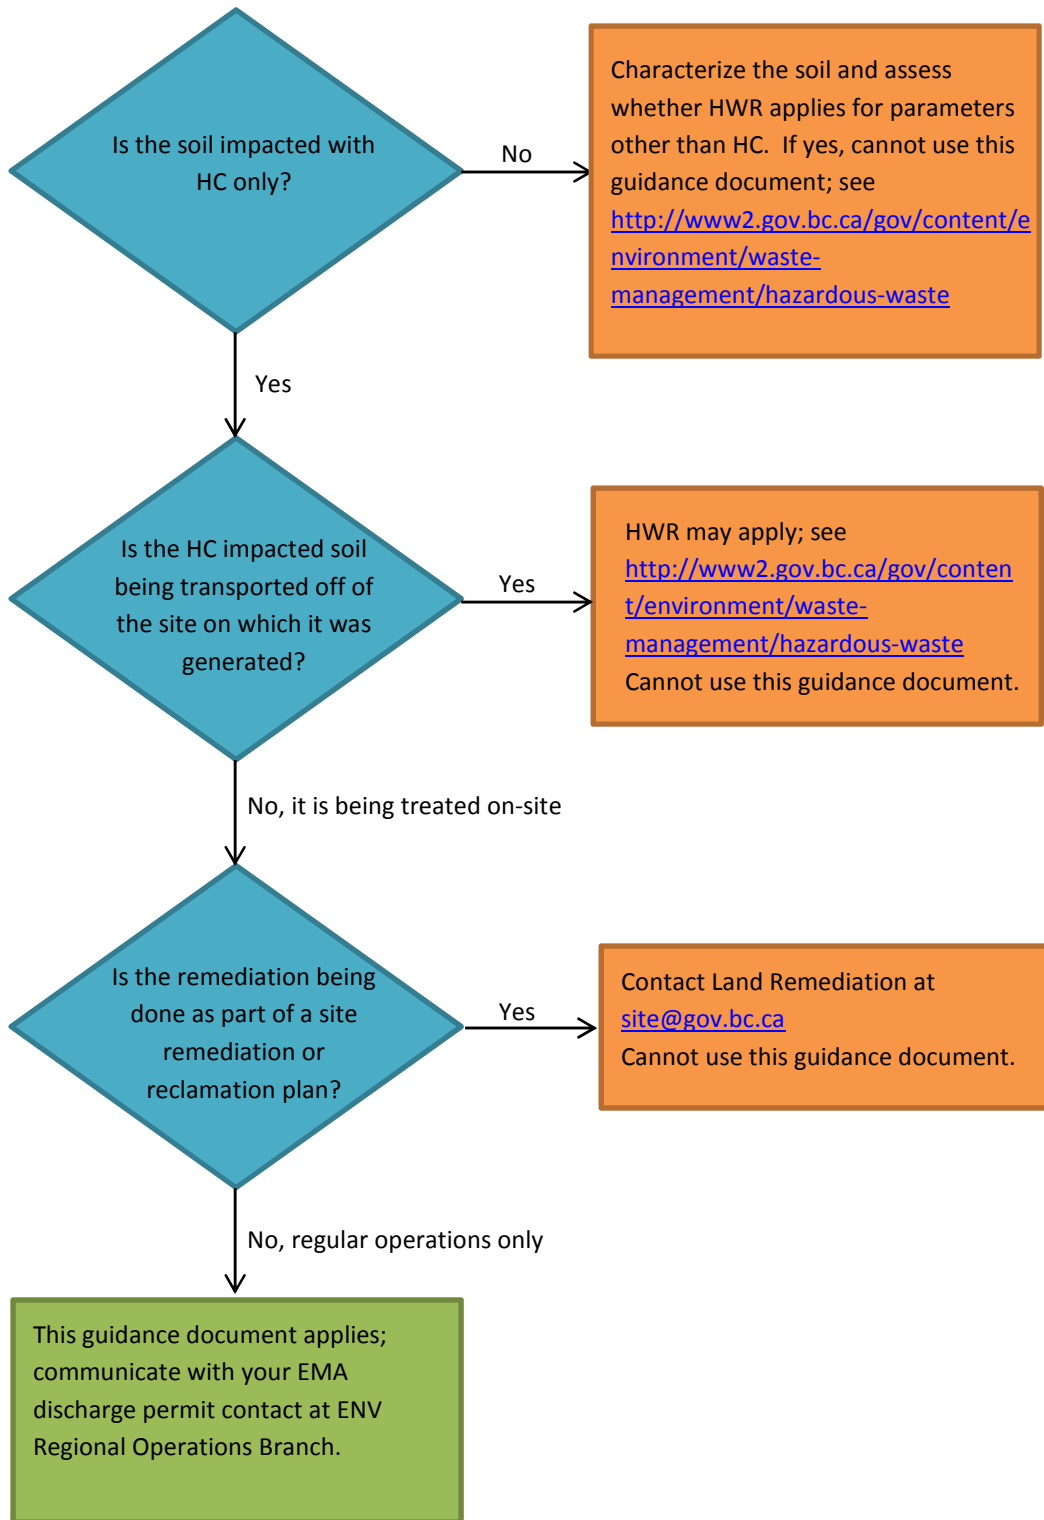 Is the soil impacted with
HC only?
No
Characterize the soil and assess
whether HWR applies for parameters
other than HC.  If yes, cannot use this
guidance document; see
http://www2.gov.bc.ca/gov/content/e
nvironment/waste-
management/hazardous-waste
Yes
Is the HC impacted soil
being transported off of
the site on which it was
generated?
Yes
HWR may apply; see
http://www2.gov.bc.ca/gov/conten
t/environment/waste-
management/hazardous-waste
Cannot use this guidance document.
No, it is being treated on-site
Is the remediation being
done as part of a site
remediation or
reclamation plan?
Yes
Contact Land Remediation at
site@gov.bc.ca
Cannot use this guidance document.
No, regular operations only
This guidance document applies;
communicate with your EMA
discharge permit contact at ENV
Regional Operations Branch.